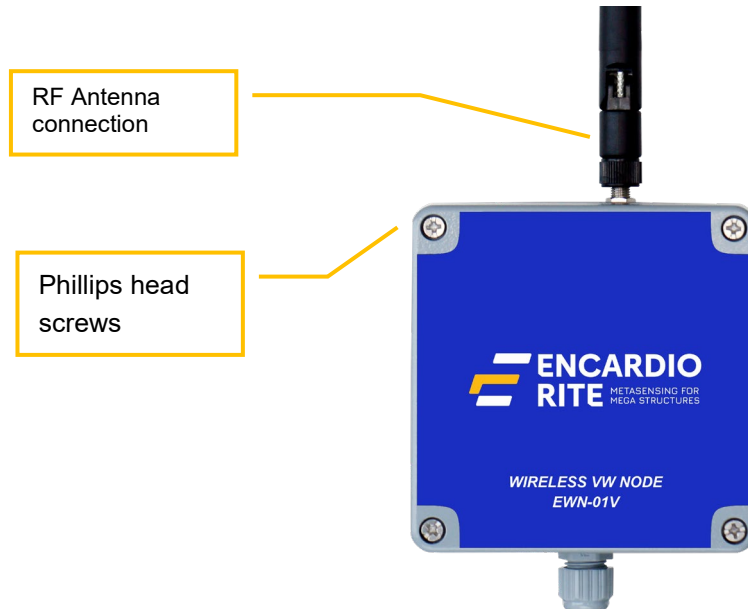 RF Antenna
connection
Phillips head
screws
ENCARDIO
RITE METASENSING FOR
MEGA STRUCTURES
WIRELESS VW NODE
EWN-01V